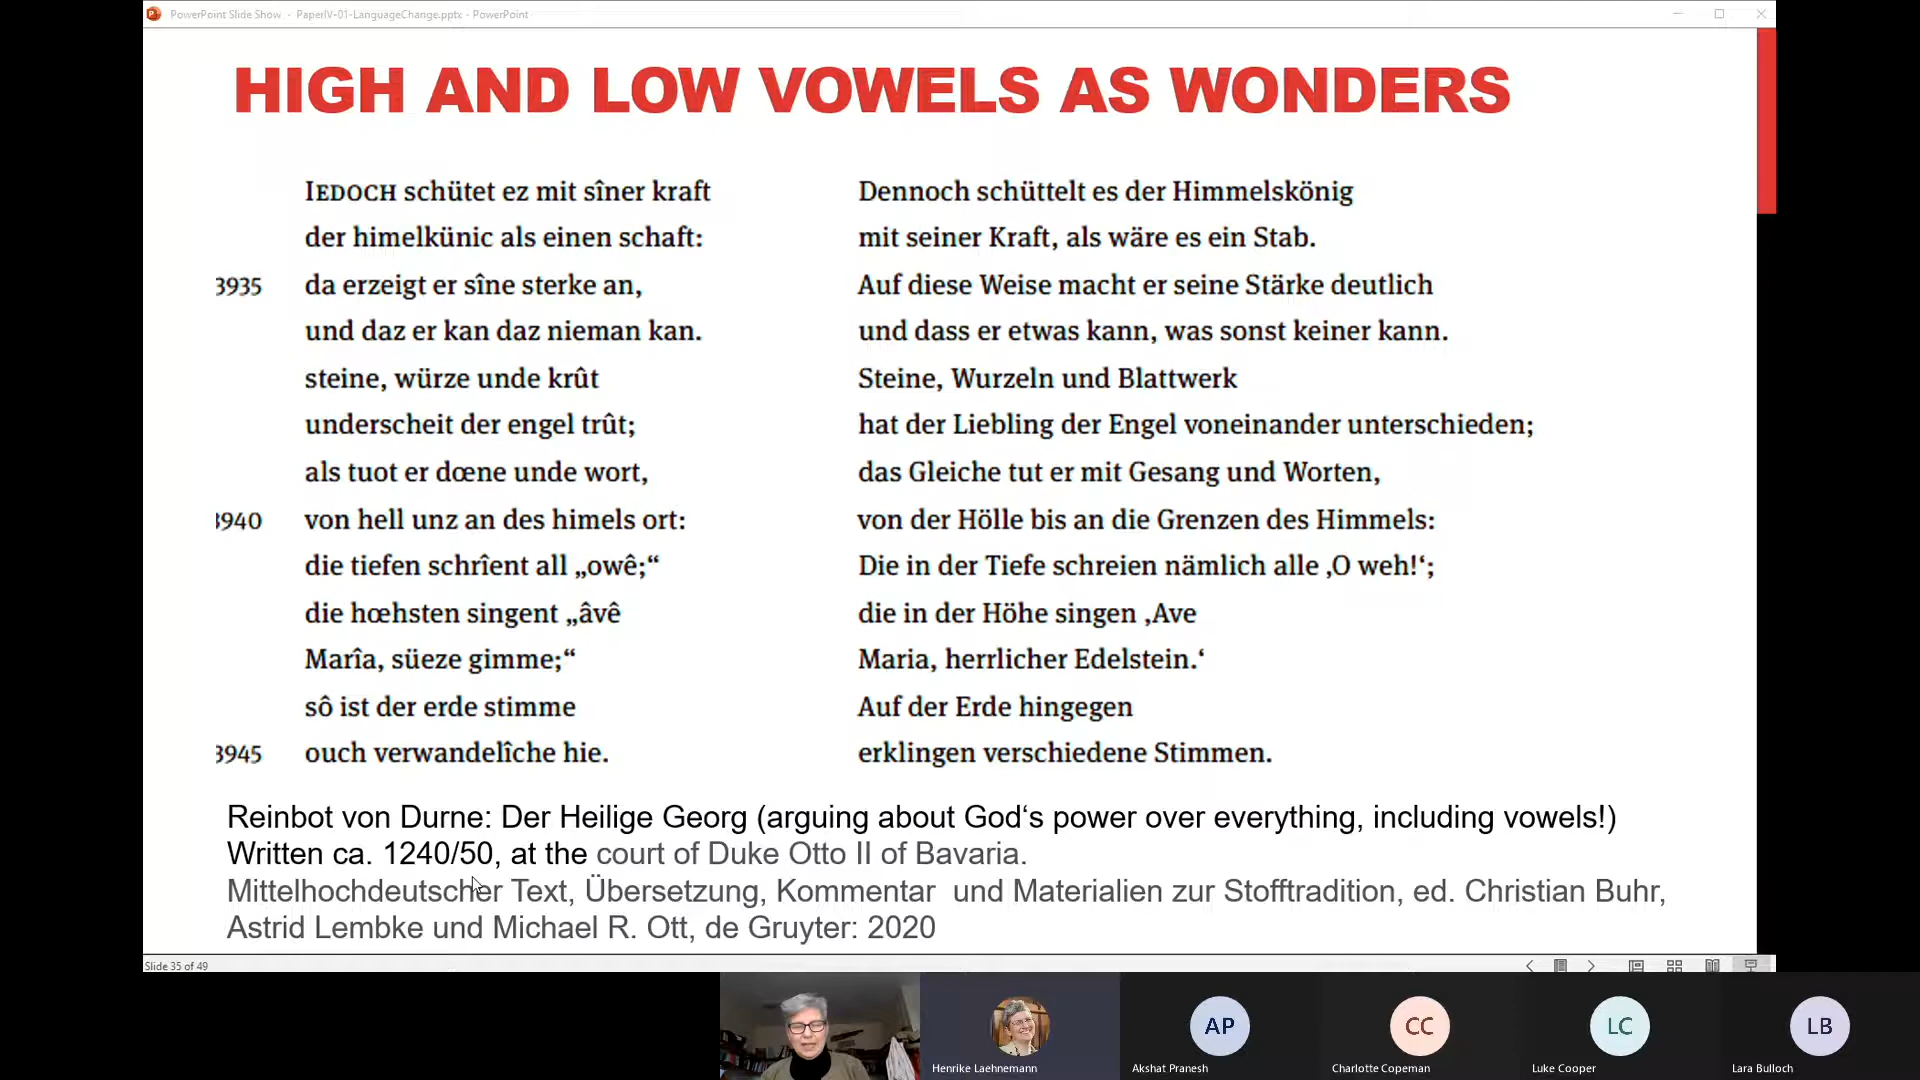 PowerPoint Slide Show - PaperIV-01-LanguageChange.pptx - PowerPoint
HIGH AND LOW VOWELS AS WONDERS
IEDOCH schütet ez mit sîner kraft
der himelkünic als einen schaft:
3935 da erzeigt er sîne sterke an,
und daz er kan daz nieman kan.
steine, würze unde krût
underscheit der engel trût;
als tuot er dœne unde wort,
3940 von hell unz an des himels ort:
die tiefen schrîent all „owê;“
die hœhsten singent „âvê
Marîa, süeze gimme;“
sô ist der erde stimme
3945 ouch verwandelîche hie.
Dennoch schüttelt es der Himmelskönig
mit seiner Kraft, als wäre es ein Stab.
Auf diese Weise macht er seine Stärke deutlich
und dass er etwas kann, was sonst keiner kann.
Steine, Wurzeln und Blattwerk
hat der Liebling der Engel voneinander unterschieden;
das Gleiche tut er mit Gesang und Worten,
von der Hölle bis an die Grenzen des Himmels:
Die in der Tiefe schreien nämlich alle ‚O weh!‘;
die in der Höhe singen ‚Ave
Maria, herrlicher Edelstein.‘
Auf der Erde hingegen
erklingen verschiedene Stimmen.
Reinbot von Durne: Der Heilige Georg (arguing about God‘s power over everything, including vowels!)
Written ca. 1240/50, at the court of Duke Otto II of Bavaria.
Mittelhochdeutscher Text, Übersetzung, Kommentar und Materialien zur Stofftradition, ed. Christian Buhr,
Astrid Lembke und Michael R. Ott, de Gruyter: 2020
Slide 35 of 49
AP
CC
LC
LB
Henrike Laehnemann
Akshat Pranesh
Charlotte Copeman
Luke Cooper
Lara Bulloch